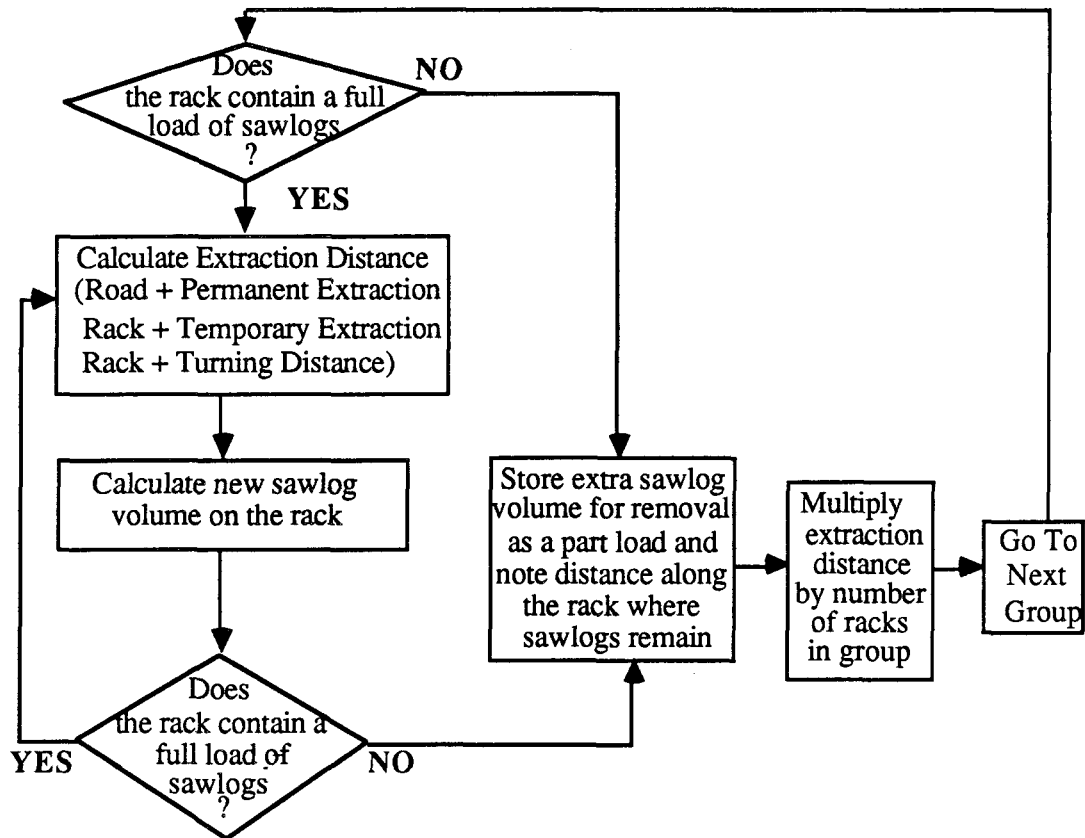 Does
the rack contain a full
load of sawlogs
?
NO
YES
Calculate Extraction Distance
(Road + Permanent Extraction
Rack + Temporary Extraction
Rack + Turning Distance)
Calculate new sawlog
volume on the rack
Does
the rack contain a
full load of
sawlogs
?
YES
NO
Store extra sawlog
volume for removal
as a part load and
note distance along
the rack where
sawlogs remain
Multiply
extraction
distance
by number
of racks
in group
Go To
Next
Group